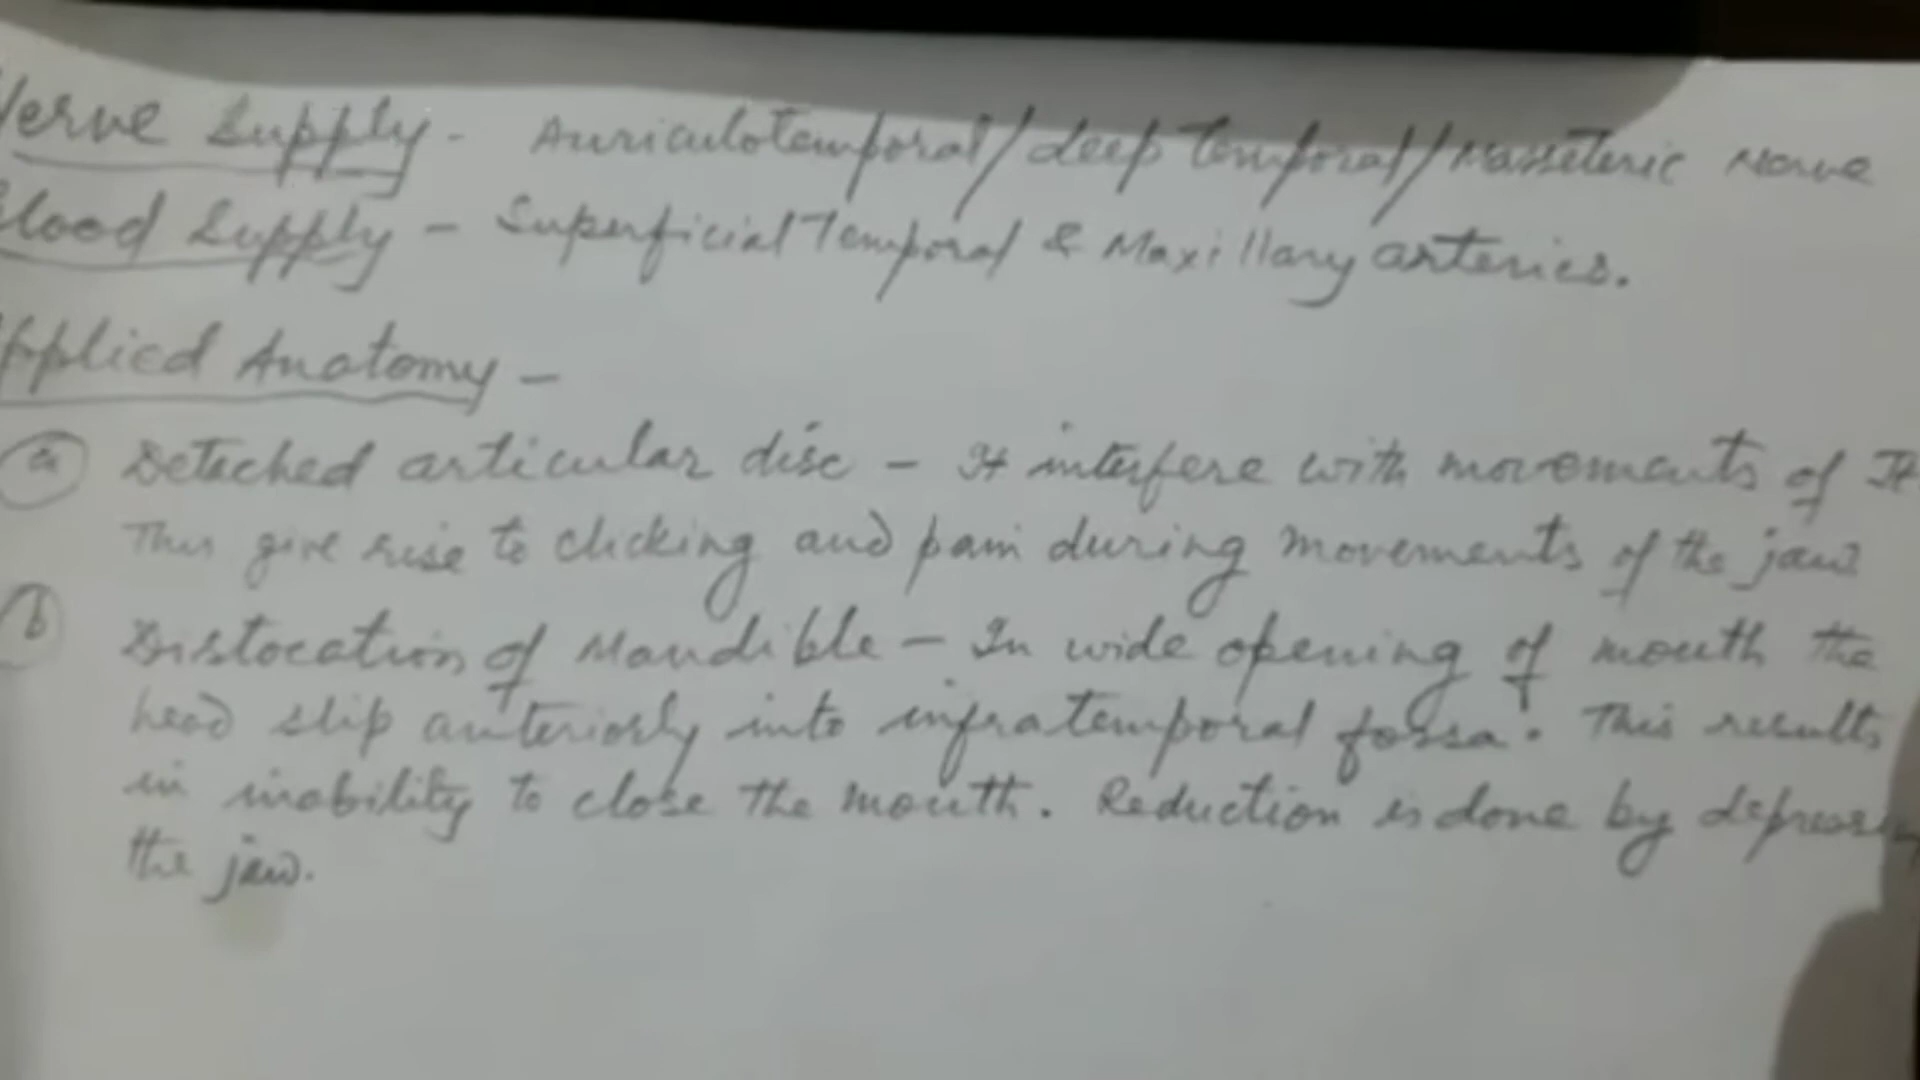 Nerve Supply - Auriculotemporal/deep temporal/Masseteric Nerve
Blood Supply - Superficial Temporal & Maxillary arteries.
Applied Anatomy -
(a) Detached articular disc - It interfere with movements of
This give rise to clicking and pain during movements of the jaw
(b) Dislocation of Mandible - In wide opening of mouth the
head slip anteriorly into infratemporal fossa. This results
in inability to close the mouth. Reduction is done by
the jaw.